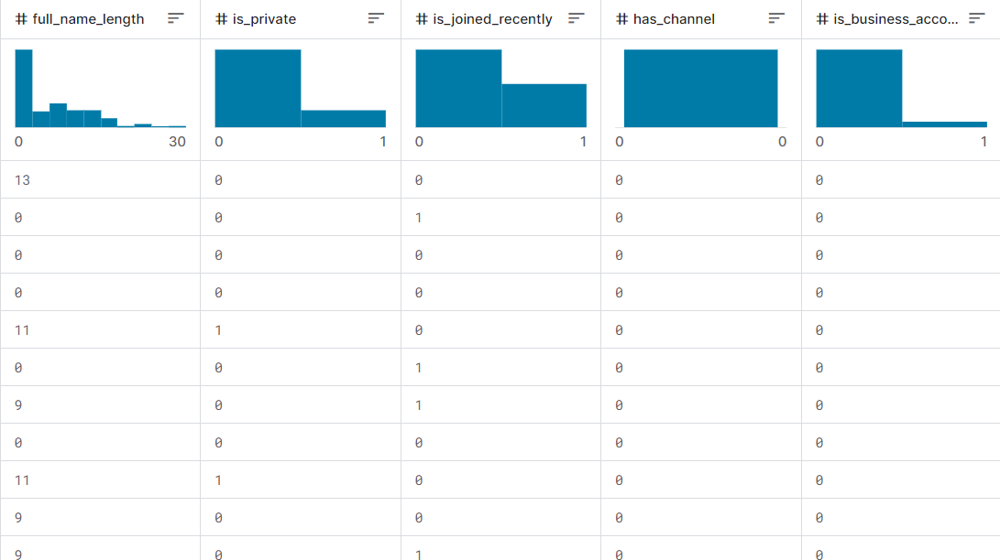 # full_name_length # is_private # is_joined_recently # has_channel # is_business_acco...
0 30 0 1 0 1 0 0 0 1
13 0 0 0 0
0 0 1 0 0
0 0 0 0 0
0 0 0 0 0
11 1 0 0 0
0 0 1 0 0
9 0 1 0 0
0 0 0 0 0
11 1 0 0 0
9 0 0 0 0
9 0 1 0 0